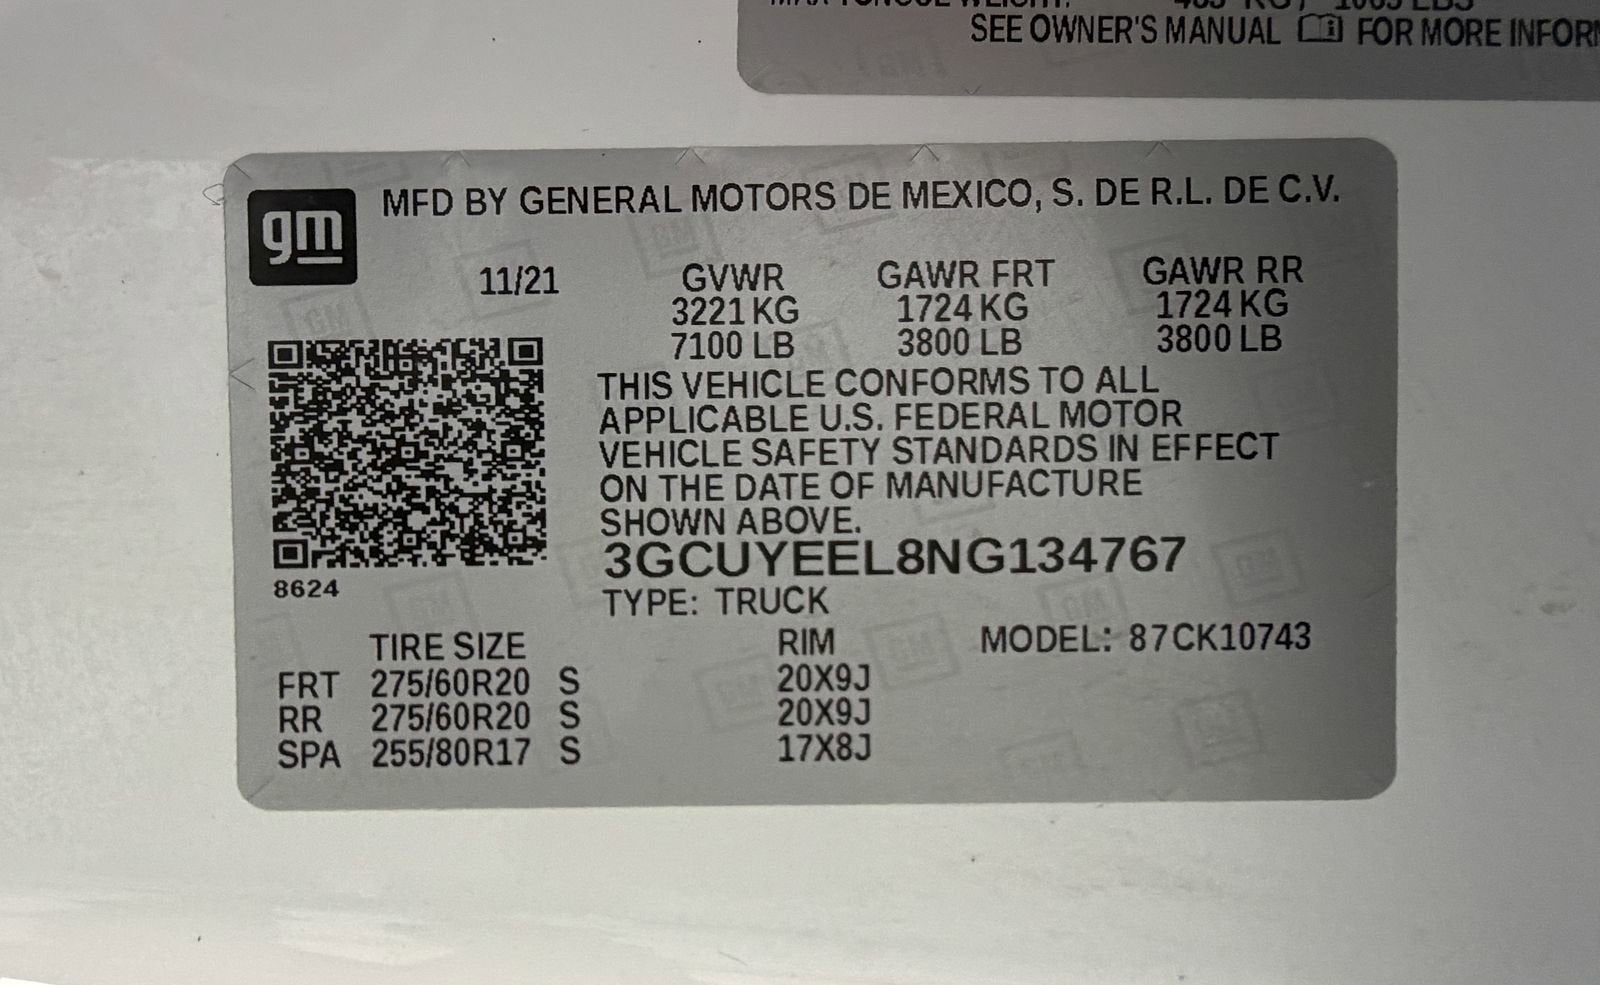 SEE OWNER'S MANUAL FOR MORE
gm
MFD BY GENERAL MOTORS DE MEXICO, S. DE R.L. DE C.V.
11/21 GVWR GAWR FRT GAWR RR
3221 KG 1724 KG 1724 KG
7100 LB 3800 LB 3800 LB
THIS VEHICLE CONFORMS TO ALL
APPLICABLE U.S. FEDERAL MOTOR
VEHICLE SAFETY STANDARDS IN EFFECT
ON THE DATE OF MANUFACTURE
SHOWN ABOVE.
3GCUYEEL8NG134767
8624
TYPE: TRUCK
TIRE SIZE RIM MODEL: 87CK10743
FRT 275/60R20 S 20X9J
RR 275/60R20 S 20X9J
SPA 255/80R17 S 17X8J